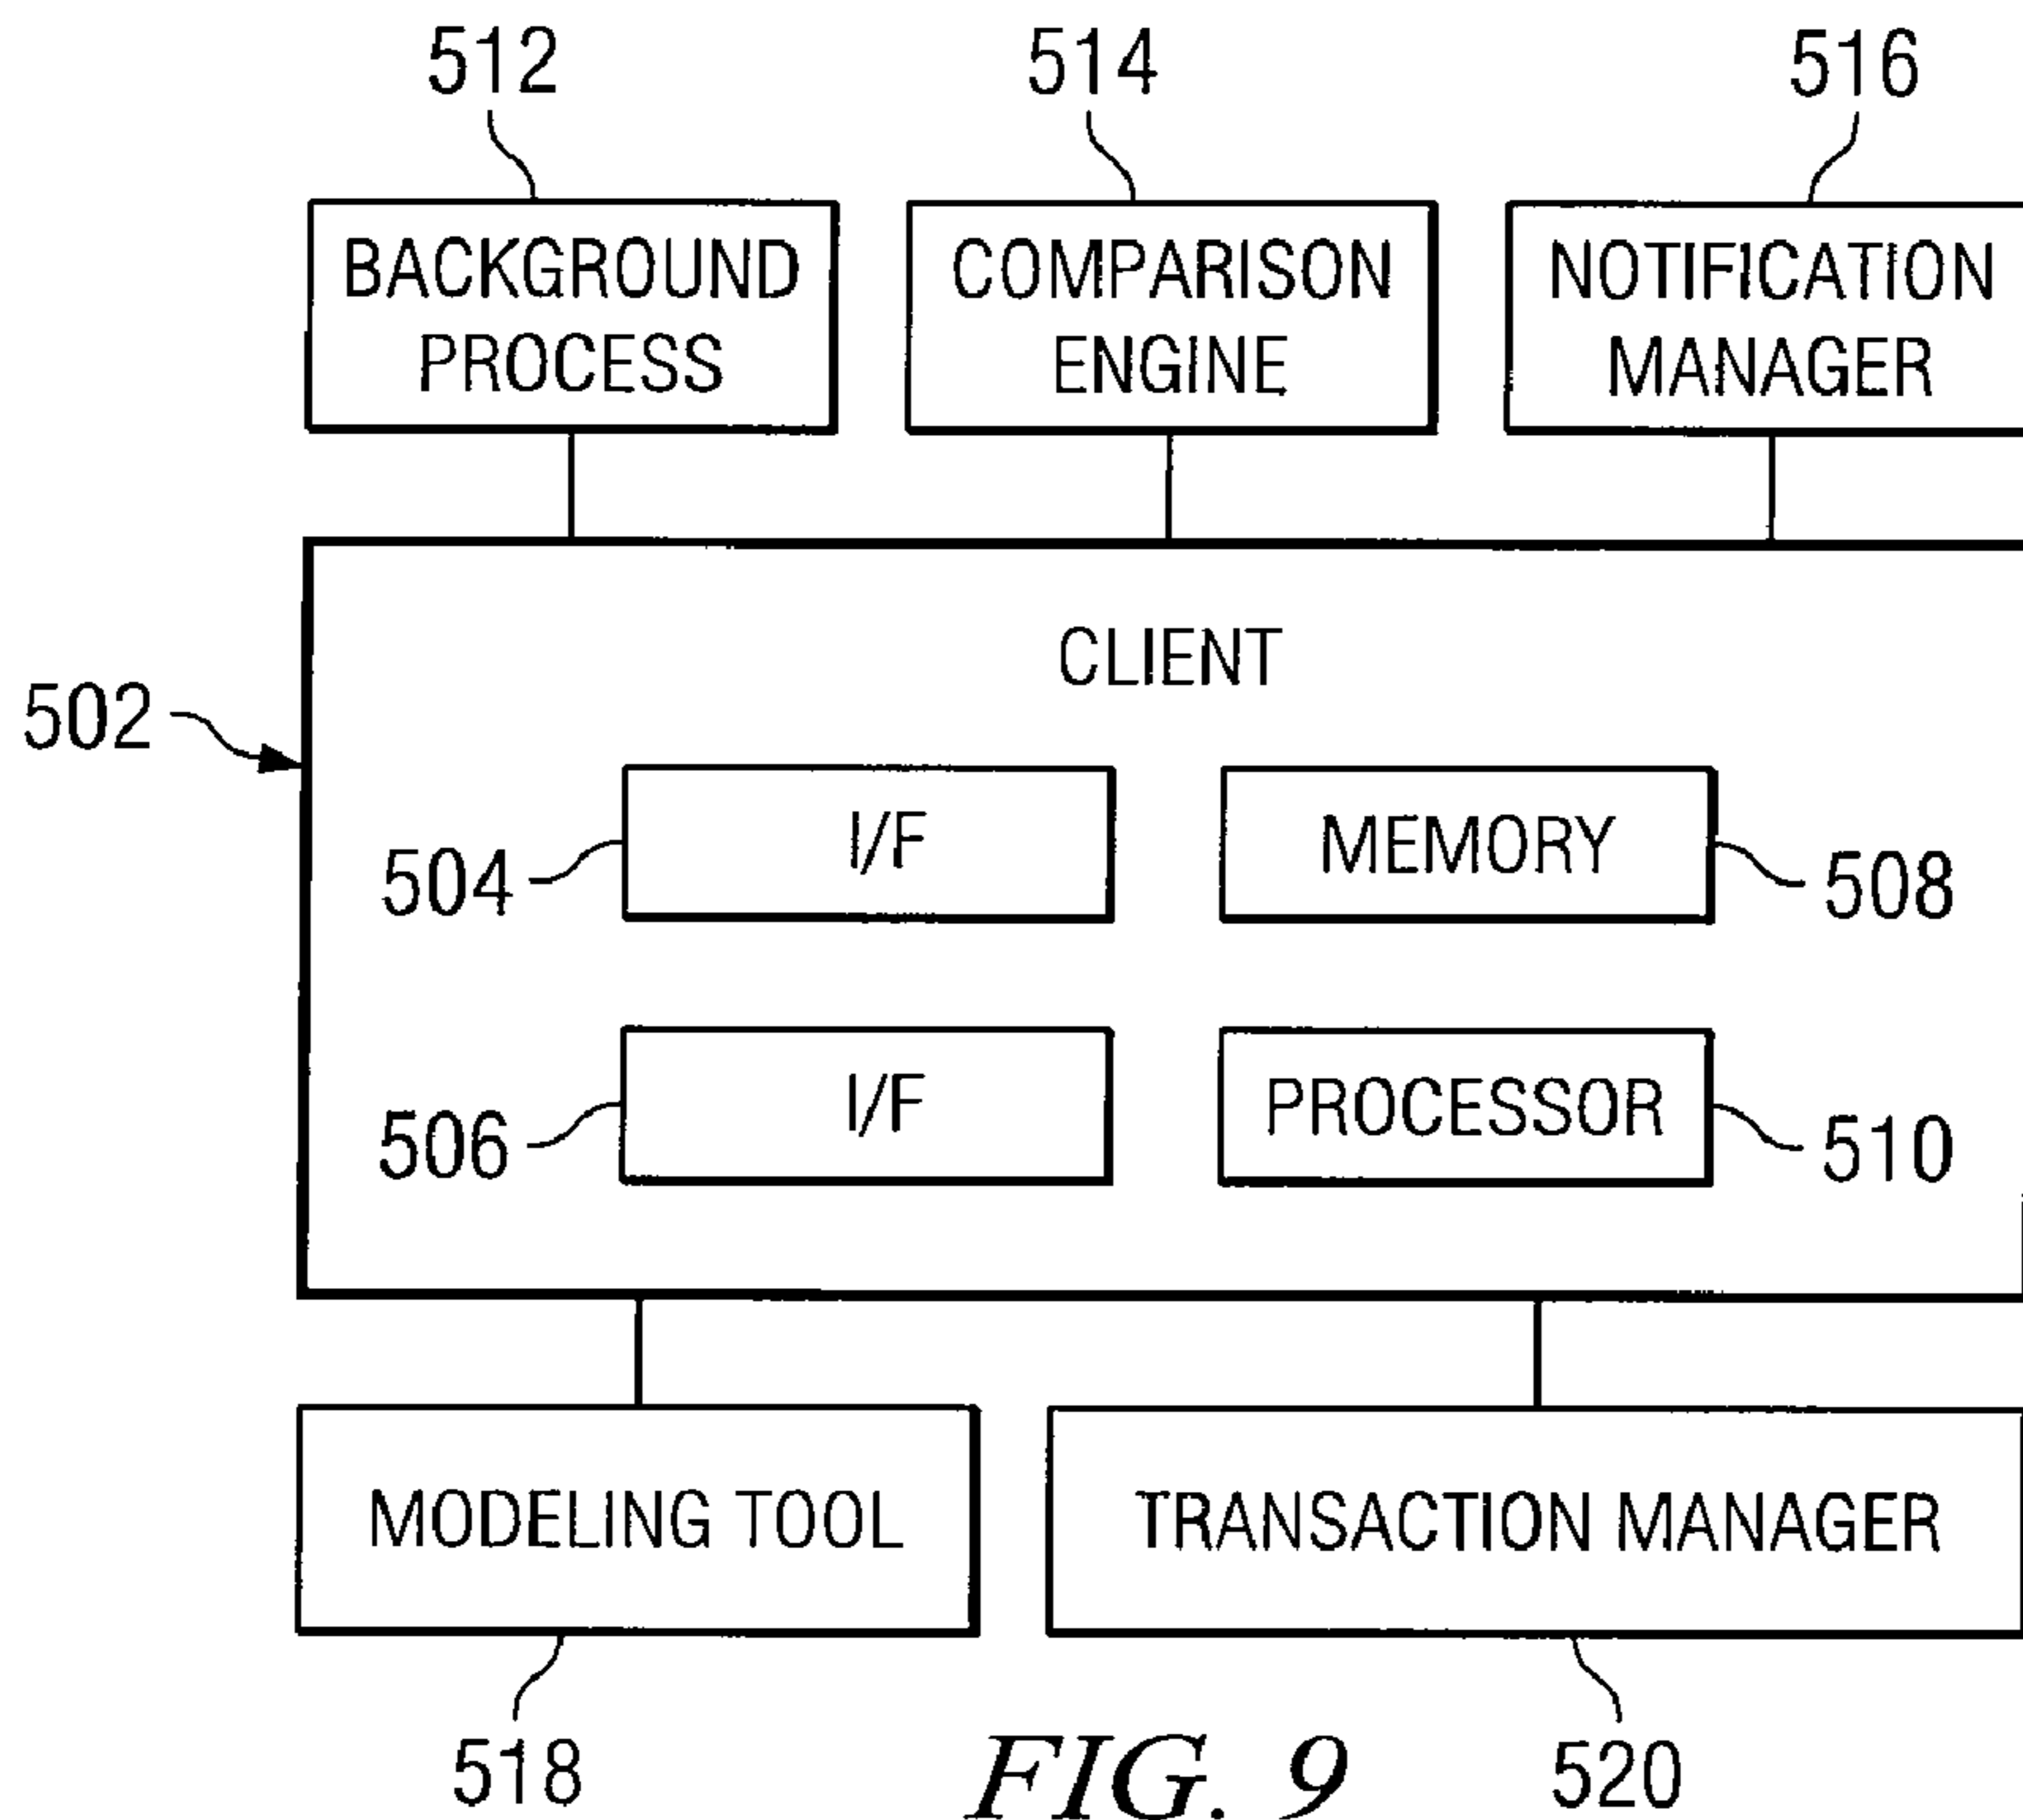 512
514
516
BACKGROUND
PROCESS
COMPARISON
ENGINE
NOTIFICATION
MANAGER
CLIENT
502
I/F
MEMORY
504
508
I/F
PROCESSOR
506
510
MODELING TOOL
TRANSACTION MANAGER
518
520
FIG. 9